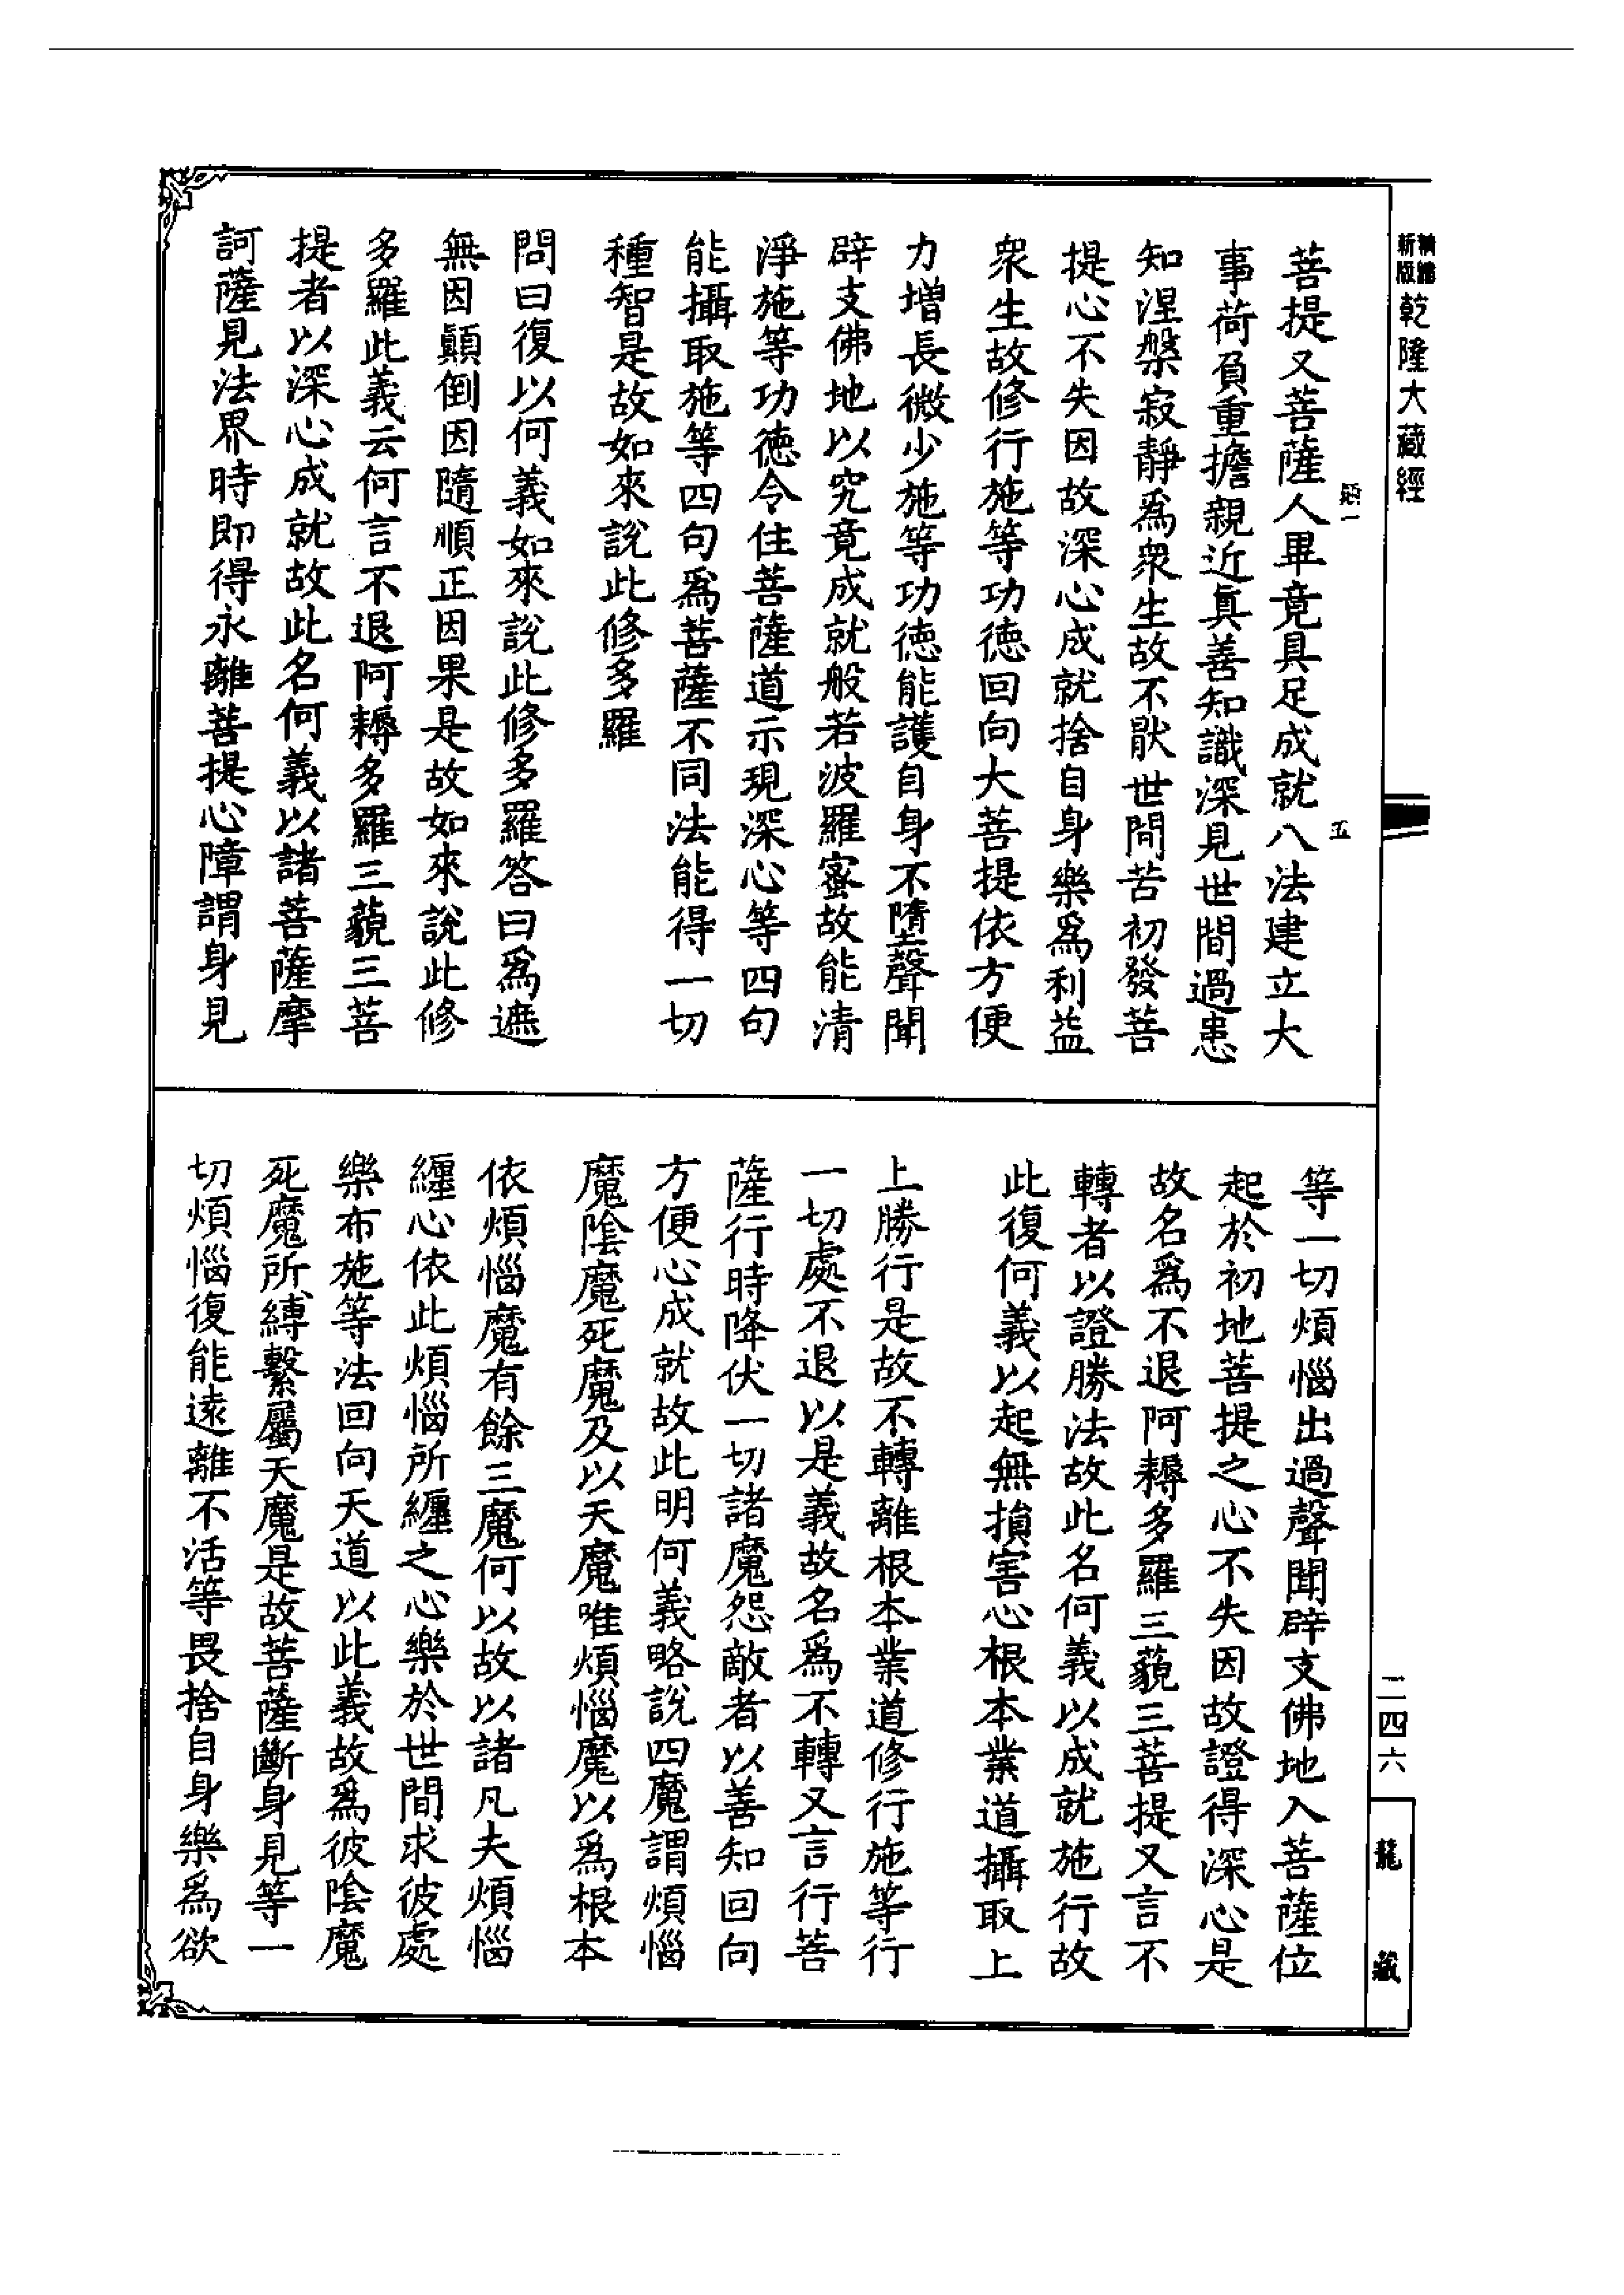 新版精縮乾隆大藏經
穎一
五
菩提又菩薩人畢竟具足成就八法建立大
事荷負重擔親近眞善知識深見世間過患
知涅槃寂靜爲衆生故不猒世間苦初發菩
提心不失因故深心成就捨自身樂爲利益
衆生故修行施等功德回向大菩提依方便
力增長微少施等功德能護自身不墮聲聞
辟支佛地以究竟成就般若波羅蜜故能清
淨施等功德令住菩薩道示現深心等四句
能攝取施等四句爲菩薩不同法能得一切
種智是故如來說此修多羅
問曰復以何義如來說此修多羅答曰爲遮
無因顚倒因隨順正因果是故如來說此修
多羅此義云何言不退阿耨多羅三藐三菩
提者以深心成就故此名何義以諸菩薩摩
訶薩見法界時即得永離菩提心障謂身見
等一切煩惱出過聲聞辟支佛地入菩薩位
起於初地菩提之心不失因故證得深心是
故名爲不退阿耨多羅三藐三菩提又言不
轉者以證勝法故此名何義以成就施行故
此復何義以起無損害心根本業道攝取上
上勝行是故不轉離根本業道修行施等行
一切處不退以是義故名爲不轉又言行菩
薩行時降伏一切諸魔怨敵者以善知回向
方便心成就故此明何義略說四魔謂煩惱
魔陰魔死魔及以天魔唯煩惱魔以爲根本
依煩惱魔有餘三魔何以故以諸凡夫煩惱
纏心依此煩惱所纏之心樂於世間求彼處
樂布施等法回向天道以此義故爲彼陰魔
死魔所縛繫屬天魔是故菩薩斷身見等一
切煩惱復能遠離不活等畏捨自身樂爲欲
二四六
龍藏